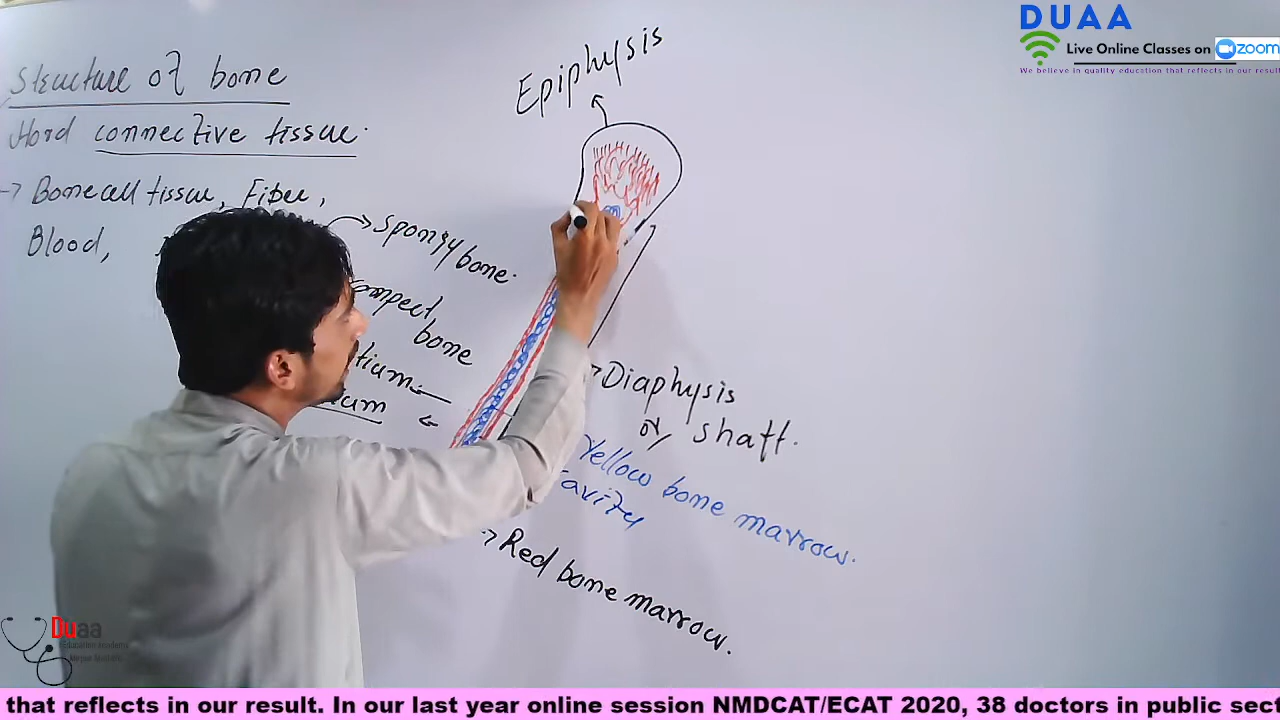 Structure of bone
Hard connective tissue.
→ Bone cell tissue, Fiber,
Blood,
Epiphysis
Spongy bone.
compect
bone
tium
ium
Diaphysis
or shaft.
Yellow bone marrow.
cavity
Red bone marrow.
DUAA
Live Online Classes on zoom
We believe in quality education that reflects in our result
Duaa
that reflects in our result. In our last year online session NMDCAT/ECAT 2020, 38 doctors in public sect